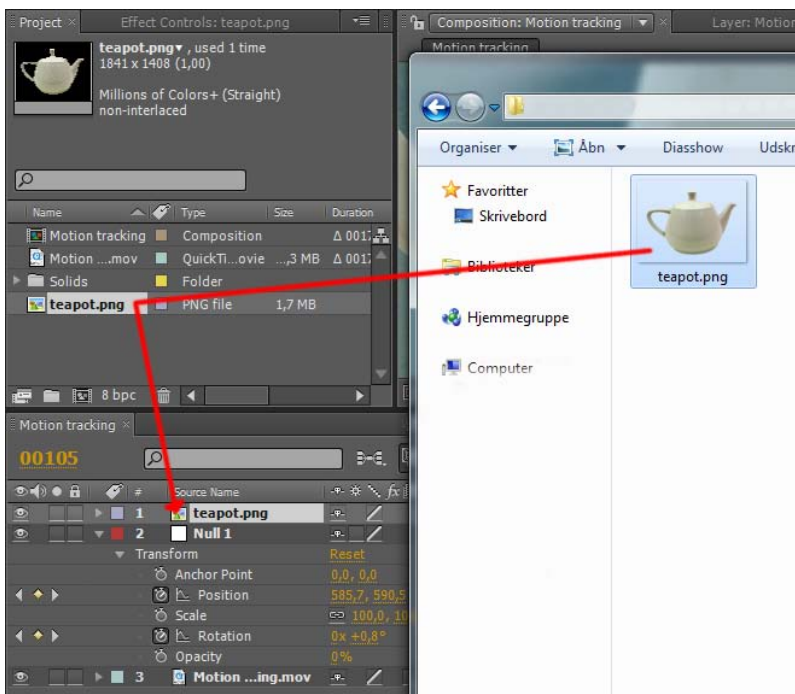 Project × Effect Controls: teapot.png
teapot.png▾ , used 1 time
1841 x 1408 (1,00)
Millions of Colors+ (Straight)
non-interlaced
Name Type Size Duration
Motion tracking Composition Δ 001
Motion ....mov QuickTi...ovie ...,3 MB Δ 001
Solids Folder
teapot.png PNG file 1,7 MB
8 bpc
Composition: Motion tracking × Layer: Motion
Motion tracking
Organiser ▾ Åbn ▾ Diasshow Udskr
Favoritter
Skrivebord
Biblioteker
Hjemmegruppe
Computer
teapot.png
Motion tracking ×
00105
# Source Name fx
1 teapot.png
2 Null 1
Transform Reset
Anchor Point 0,0, 0,0
Position 585,7, 590,5
Scale 100,0, 10
Rotation 0x +0,8°
Opacity 0%
3 Motion ...ing.mov